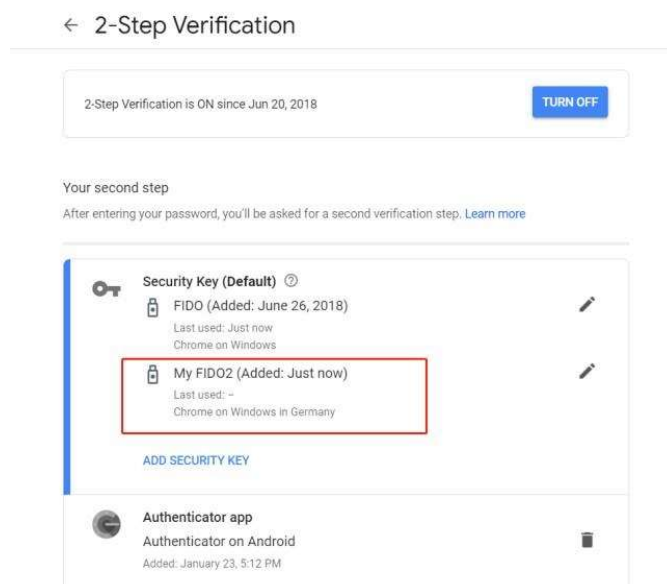 2-Step Verification
2-Step Verification is ON since Jun 20, 2018
TURN OFF
Your second step
After entering your password, you'll be asked for a second verification step. Learn more
Security Key (Default)
FIDO (Added: June 26, 2018)
Last used: Just now
Chrome on Windows
My FIDO2 (Added: Just now)
Last used: –
Chrome on Windows in Germany
ADD SECURITY KEY
Authenticator app
Authenticator on Android
Added: January 23, 5:12 PM